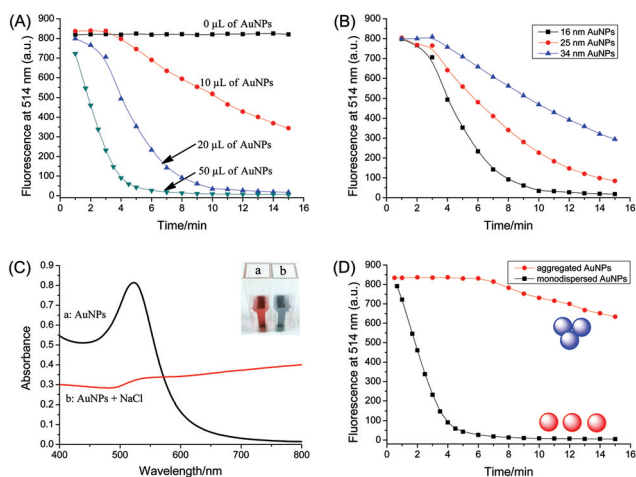 (A)
900
800
700
600
500
400
300
200
100
0
Fluorescence at 514 nm (a.u.)
0 µL of AuNPs
10 µL of AuNPs
20 µL of AuNPs
50 µL of AuNPs
0 2 4 6 8 10 12 14 16
Time/min
(B)
900
800
700
600
500
400
300
200
100
0
Fluorescence at 514 nm (a.u.)
16 nm AuNPs
25 nm AuNPs
34 nm AuNPs
0 2 4 6 8 10 12 14 16
Time/min
(C)
0.9
0.8
0.7
0.6
0.5
0.4
0.3
0.2
0.1
0.0
Absorbance
a b
a: AuNPs
b: AuNPs + NaCl
400 500 600 700 800
Wavelength/nm
(D)
900
800
700
600
500
400
300
200
100
0
Fluorescence at 514 nm (a.u.)
aggregated AuNPs
monodispersed AuNPs
0 2 4 6 8 10 12 14 16
Time/min